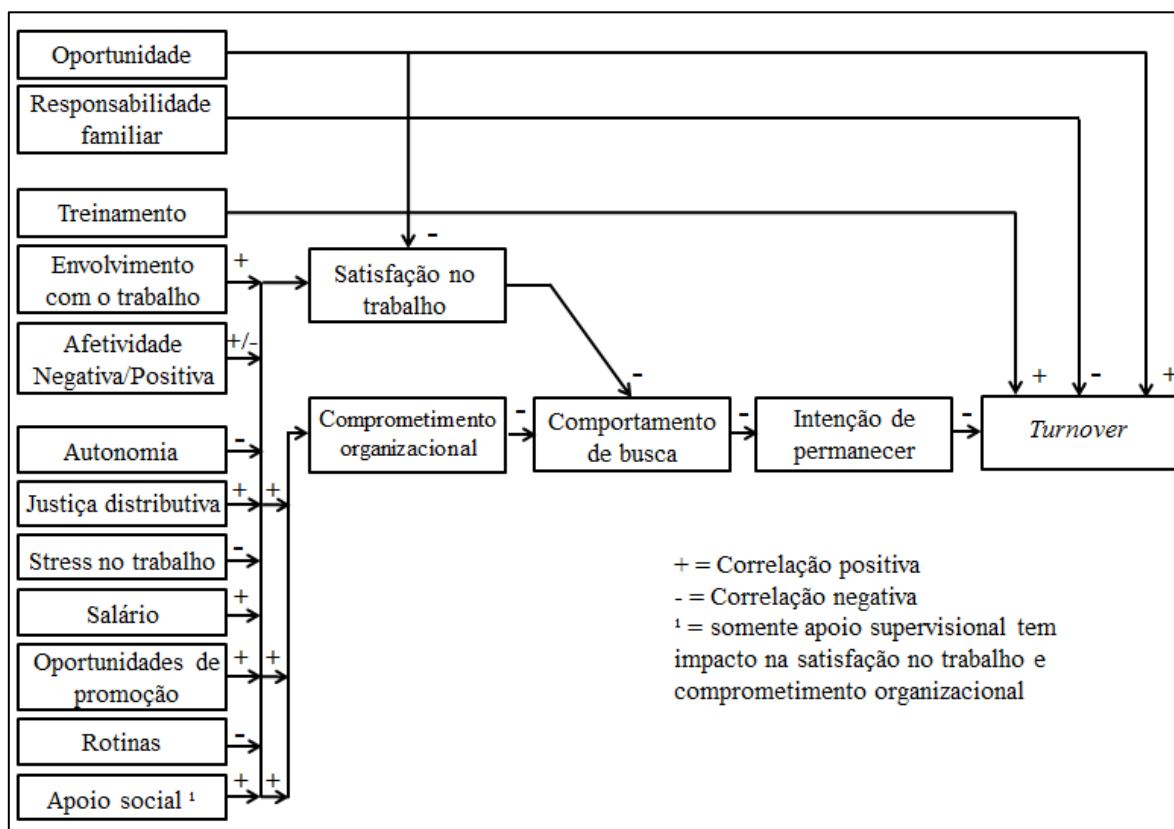 Oportunidade
+
Responsabilidade
familiar
-
Treinamento
+
-
Envolvimento
com o trabalho
+
Satisfação no
trabalho
-
Afetividade
Negativa/Positiva
+/-
Comprometimento
organizacional
-
Comportamento
de busca
-
Intenção de
permanecer
-
Turnover
Autonomia
-
Justiça distributiva
+
+
Stress no trabalho
-
Salário
+
Oportunidades de
promoção
+
+
Rotinas
-
Apoio social ¹
+
+
+ = Correlação positiva
- = Correlação negativa
¹ = somente apoio supervisional tem
impacto na satisfação no trabalho e
comprometimento organizacional